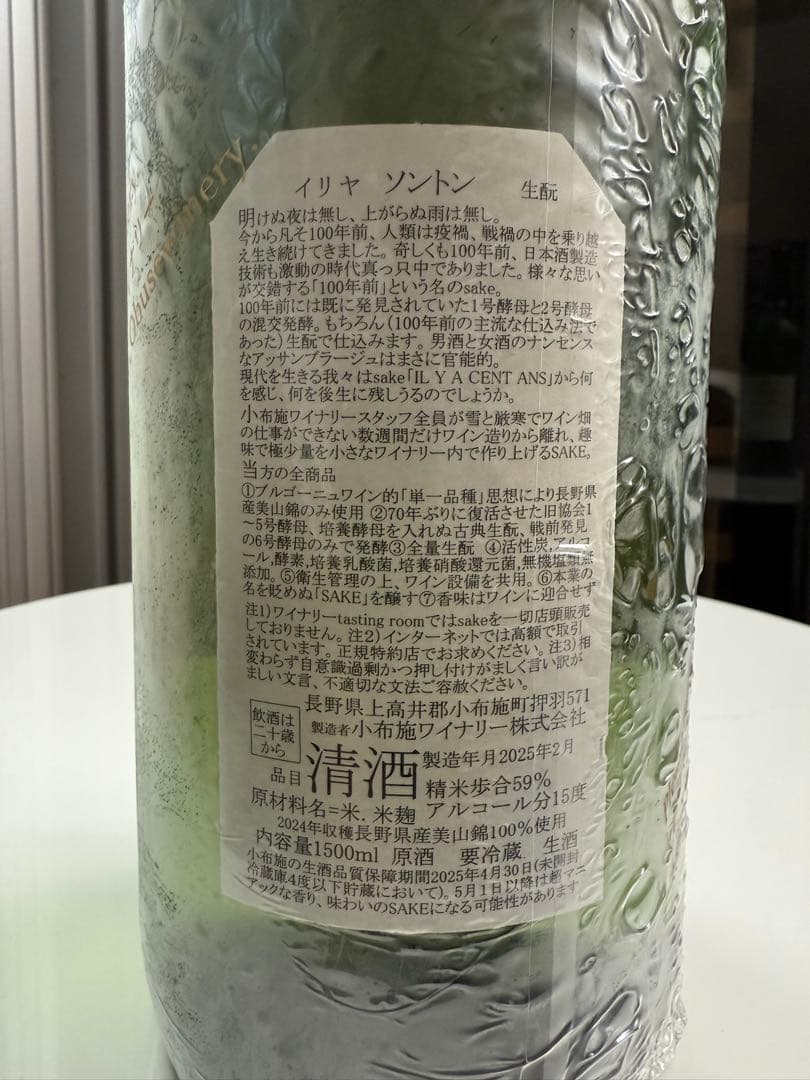 Obusewinery.
イリヤ ソントン 生酛
明けぬ夜は無し、上がらぬ雨は無し。
今から凡そ100年前、人類は疫禍、戦禍の中を乗り越
え生き続けてきました。奇しくも100年前、日本酒製造
技術も激動の時代真っ只中でありました。様々な思い
が交錯する「100年前」という名のsake。
100年前には既に発見されていた1号酵母と2号酵母
の混交発酵。もちろん(100年前の主流な仕込み法で
あった)生酛で仕込みます。男酒と女酒のナンセンス
なアッサンブラージュはまさに官能的。
現代を生きる我々はsake「IL Y A CENT ANS」から何
を感じ、何を後生に残しうるのでしょうか。
小布施ワイナリースタッフ全員が雪と厳寒でワイン畑
の仕事ができない数週間だけワイン造りから離れ、趣
味で極少量を小さなワイナリー内で作り上げるSAKE。
当方の全商品
①ブルゴーニュワイン的「単一品種」思想により長野県
産美山錦のみ使用 ②70年ぶりに復活させた旧協会1
~5号酵母、培養酵母を入れぬ古典生酛、戦前発見
の6号酵母のみで発酵③全量生酛 ④活性炭,アルコ
ール,酵素,培養乳酸菌,培養硝酸還元菌,無機塩類無
添加。⑤衛生管理の上、ワイン設備を共用。⑥本業の
名を貶めぬ「SAKE」を醸す⑦香味はワインに迎合せず
注1)ワイナリーtasting roomではsakeを一切店頭販売
しておりません。注2)インターネットでは高額で取引
されています。正規特約店でお求めください。注3)相
変わらず自意識過剰かつ押し付けがましく言い訳が
ましい文言、不適切な文法ご容赦ください。
長野県上高井郡小布施町押羽571
製造者 小布施ワイナリー株式会社
飲酒は
二十歳
から
品目 清酒 製造年月2025年2月
精米歩合59%
原材料名=米.米麹 アルコール分15度
2024年収穫長野県産美山錦100%使用
内容量1500ml 原酒 要冷蔵 生酒
小布施の生酒品質保障期間2025年4月30日(未開封
冷蔵庫4度以下貯蔵において)。5月1日以降は超マニ
アックな香り、味わいのSAKEになる可能性があります